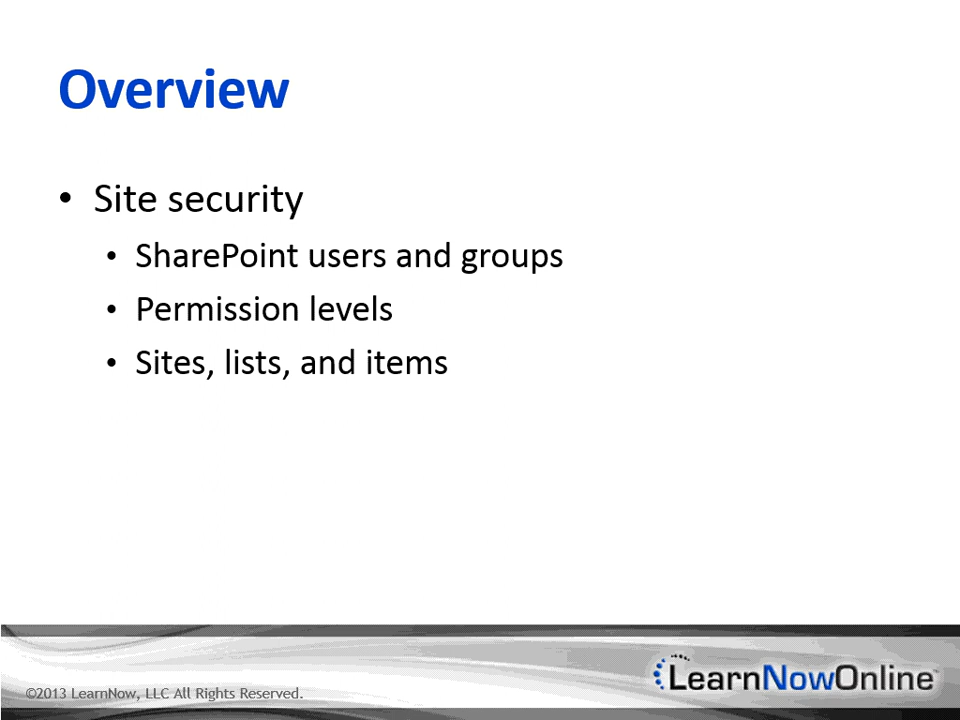 Overview
• Site security
• SharePoint users and groups
• Permission levels
• Sites, lists, and items
©2013 LearnNow, LLC All Rights Reserved.
LearnNowOnline